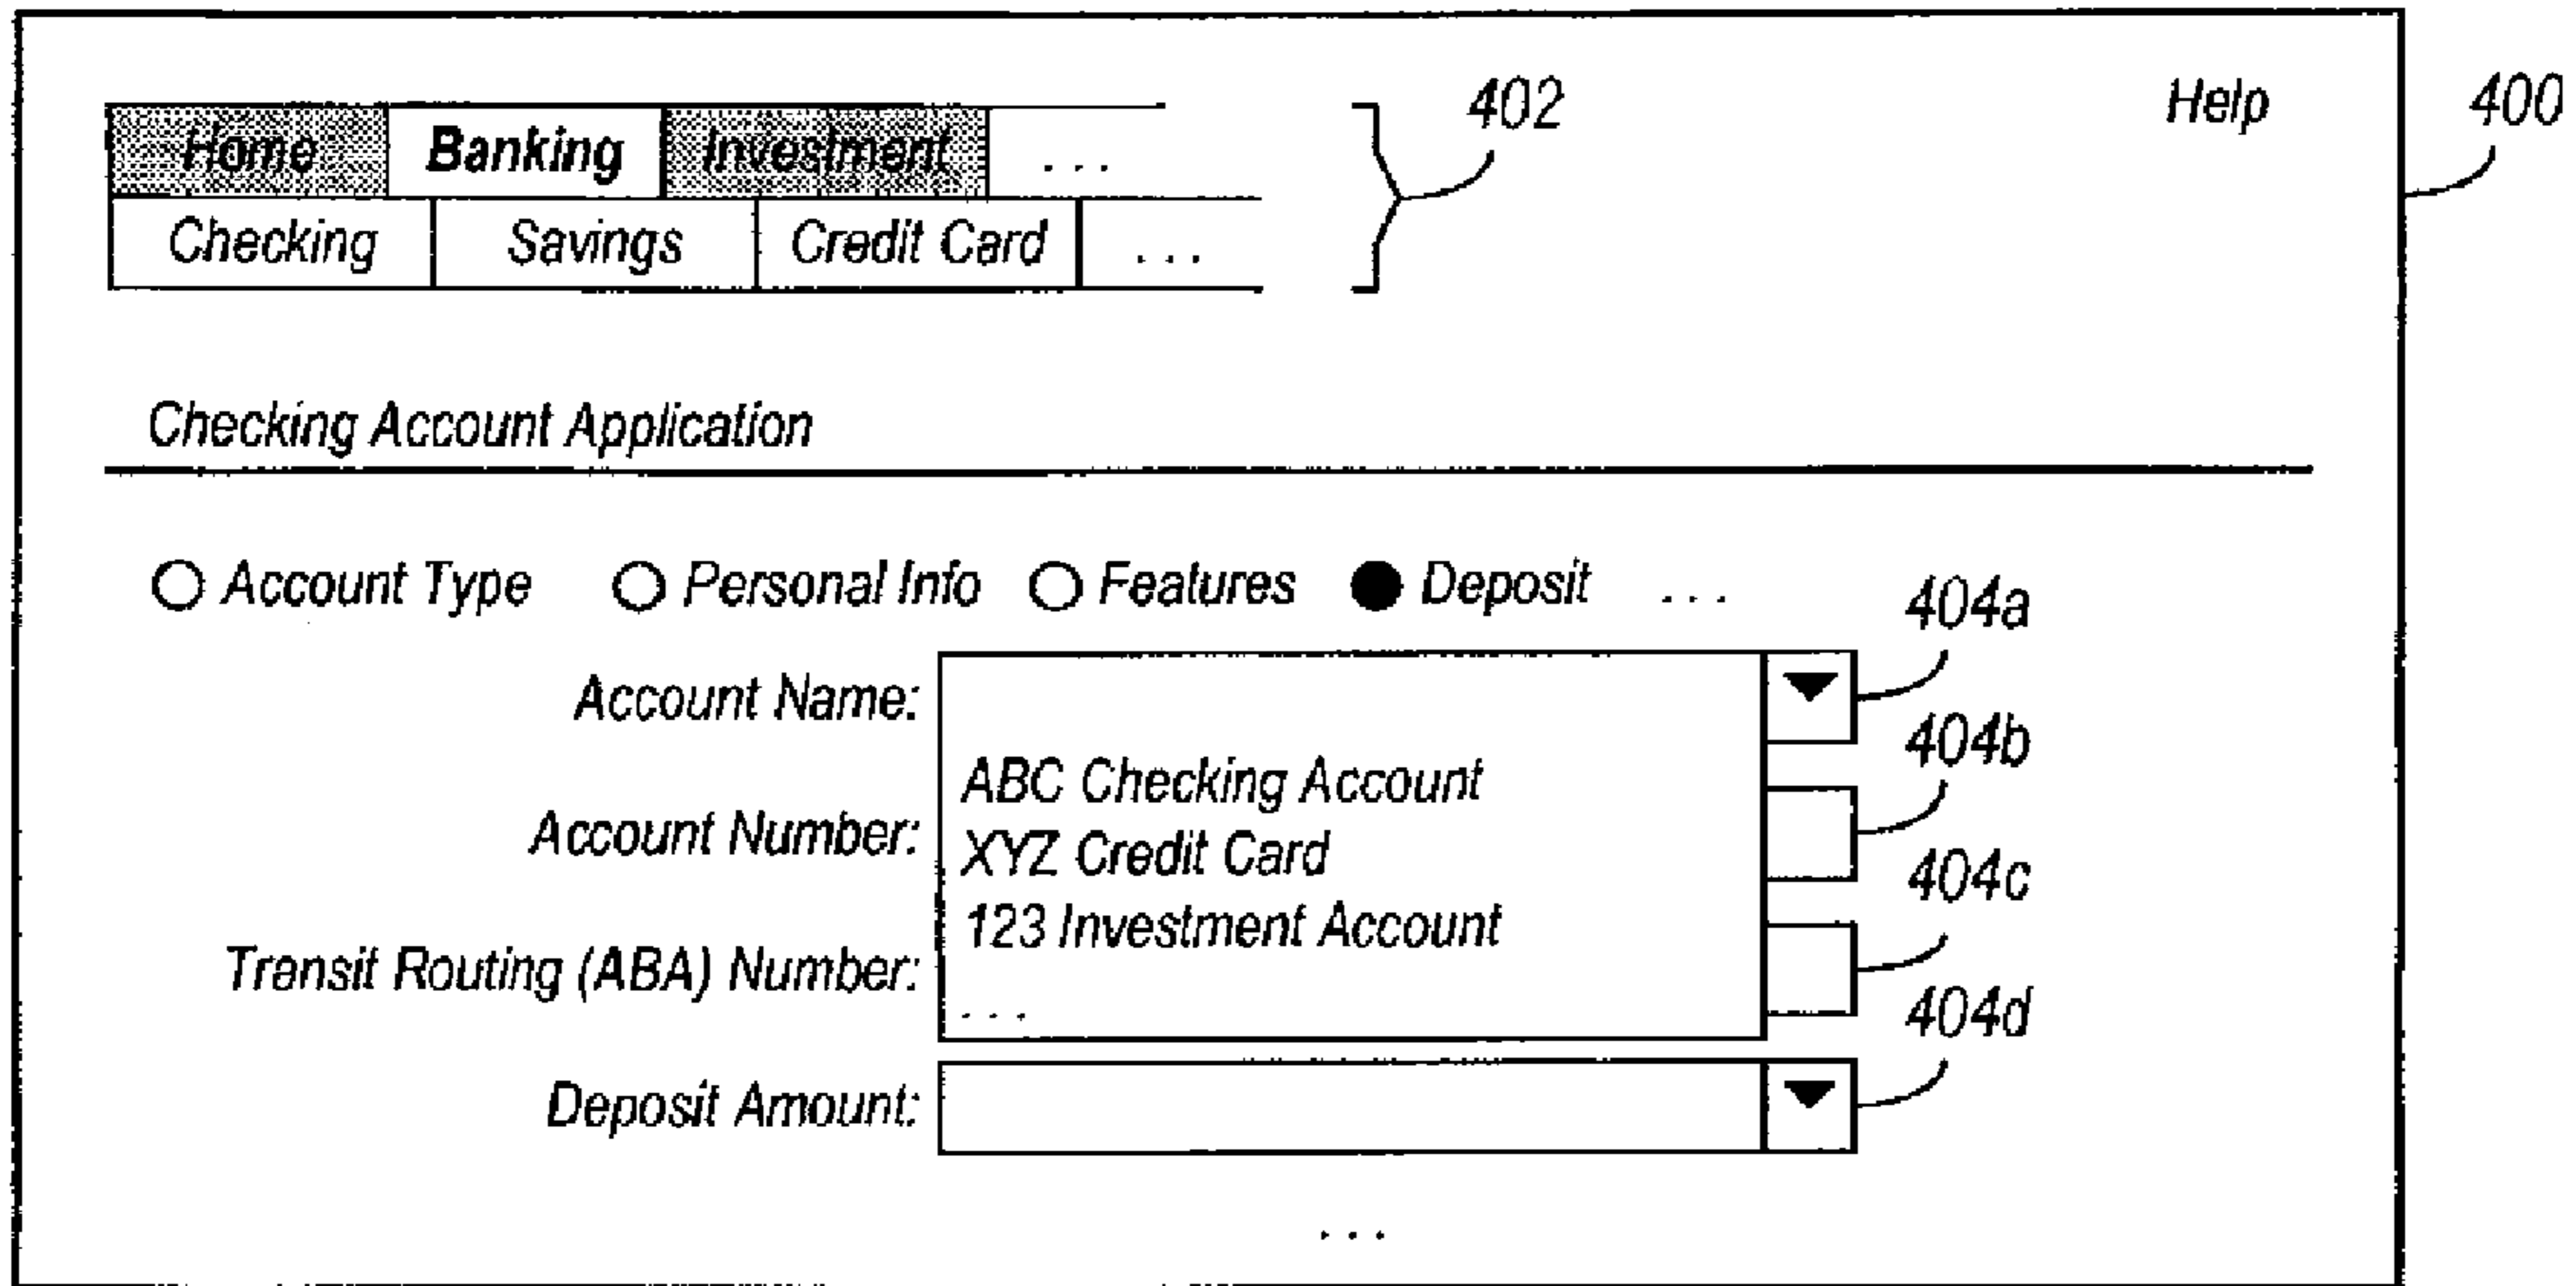 402
Help
400
Home Banking Investment ...
Checking Savings Credit Card ...
Checking Account Application
Account Type Personal Info Features Deposit ...
404a
Account Name:
404b
ABC Checking Account
Account Number:
XYZ Credit Card
404c
123 Investment Account
Transit Routing (ABA) Number:
...
404d
Deposit Amount:
...